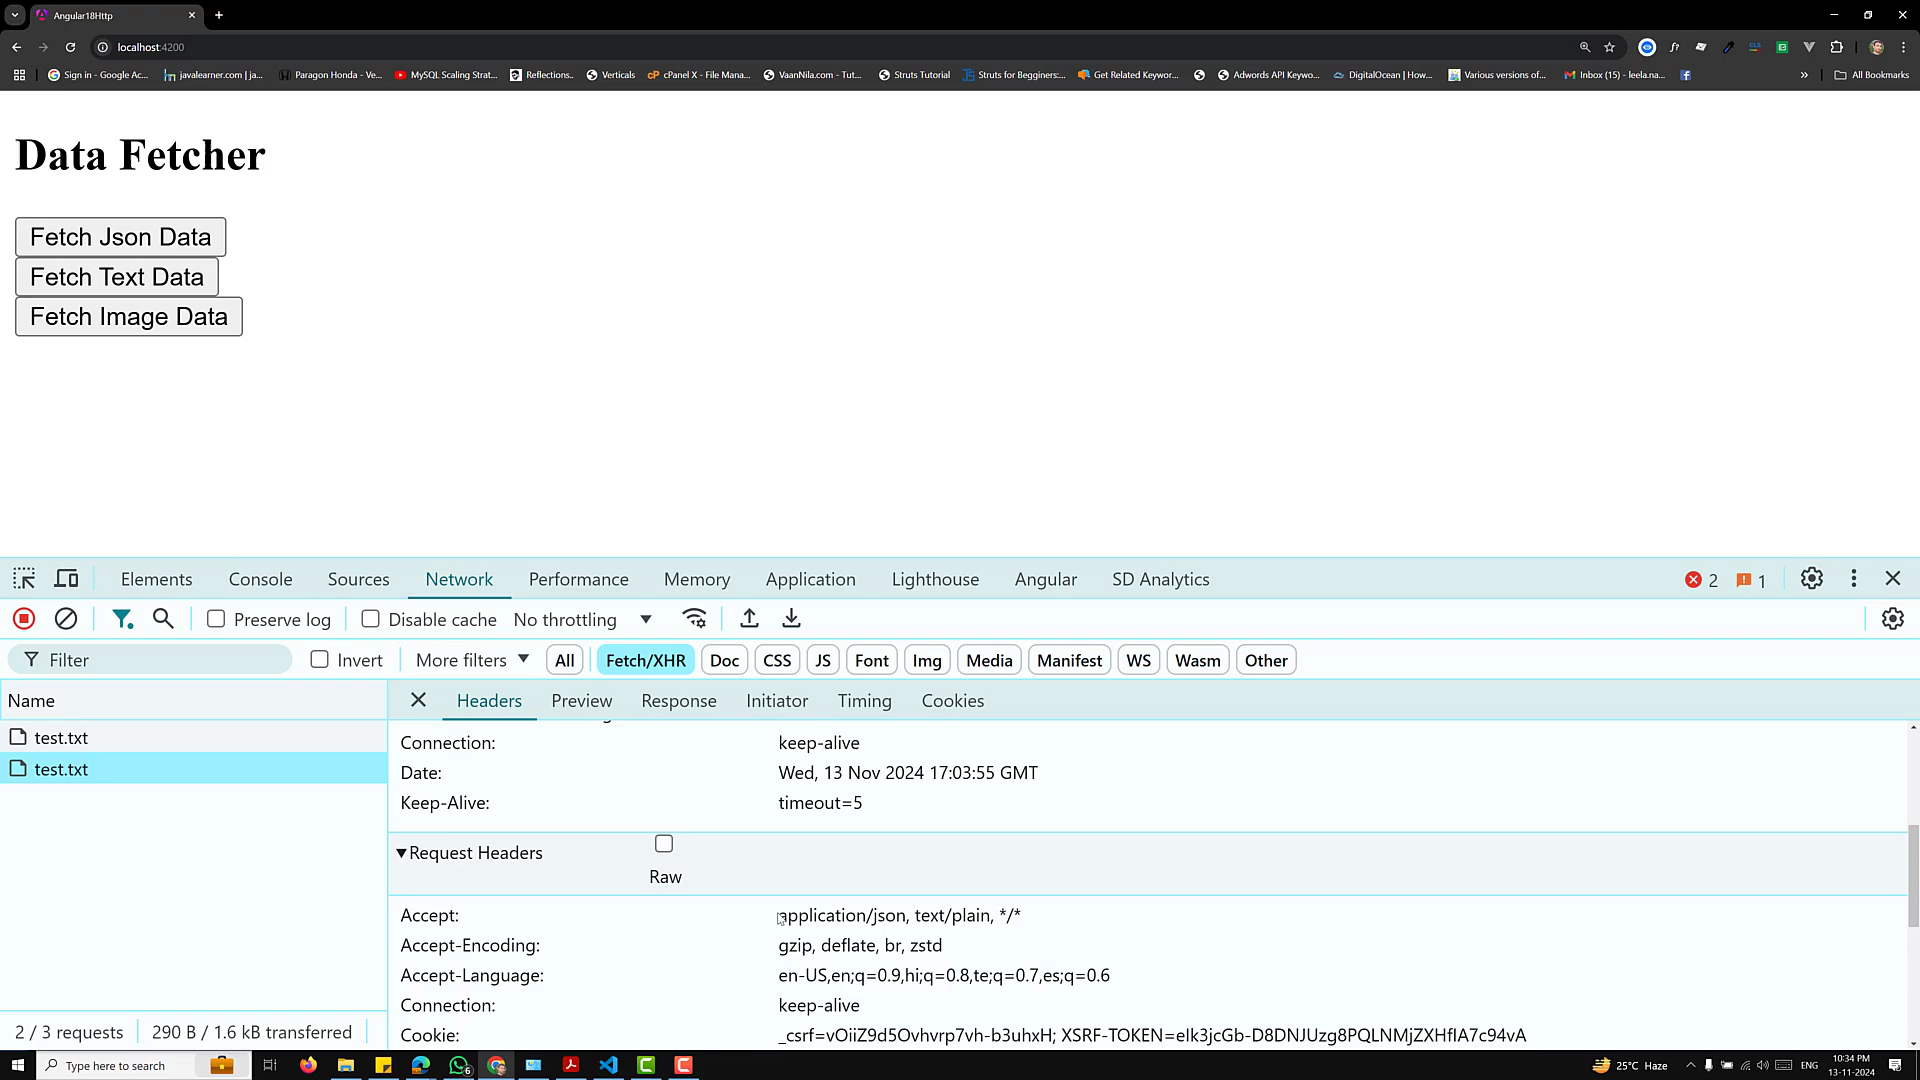 Angular18Http
localhost:4200
Sign in - Google Ac...
javalearner.com | ja...
Paragon Honda - Ve...
MySQL Scaling Strat...
Reflections..
Verticals
cPanel X - File Mana...
VaanNila.com - Tut...
Struts Tutorial
Struts for Begginers:...
Get Related Keywor...
Adwords API Keywo...
DigitalOcean | How...
Various versions of...
Inbox (15) - leela.na...
All Bookmarks
Data Fetcher
Fetch Json Data
Fetch Text Data
Fetch Image Data
Elements Console Sources Network Performance Memory Application Lighthouse Angular SD Analytics 2 1
Preserve log Disable cache No throttling
Filter Invert More filters All Fetch/XHR Doc CSS JS Font Img Media Manifest WS Wasm Other
Name Headers Preview Response Initiator Timing Cookies
test.txt
test.txt
Connection: keep-alive
Date: Wed, 13 Nov 2024 17:03:55 GMT
Keep-Alive: timeout=5
Request Headers
Raw
Accept: application/json, text/plain, */*
Accept-Encoding: gzip, deflate, br, zstd
Accept-Language: en-US,en;q=0.9,hi;q=0.8,te;q=0.7,es;q=0.6
Connection: keep-alive
2 / 3 requests 290 B / 1.6 kB transferred
Cookie: _csrf=vOiiZ9d5Ovhvrp7vh-b3uhxH; XSRF-TOKEN=elk3jcGb-D8DNJUzg8PQLNMjZXHflA7c94vA
Type here to search
6
25°C Haze
ENG
10:34 PM
13-11-2024